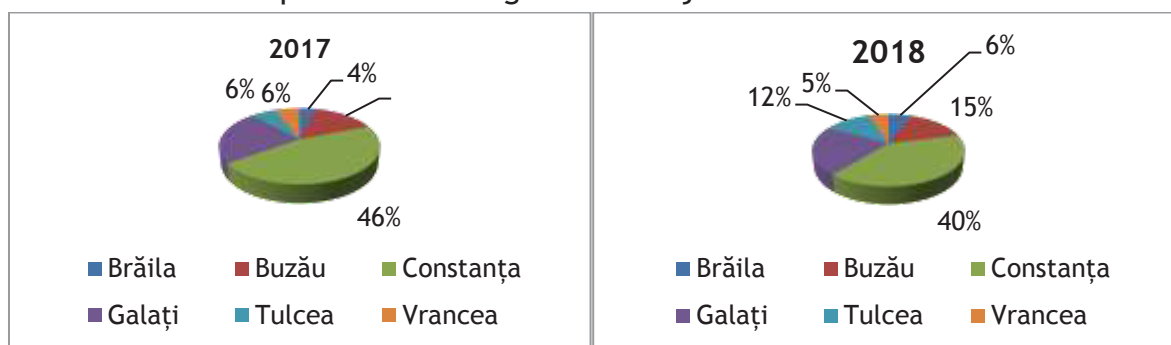 2017
4%
6%
6%
46%
Brăila
Buzău
Constanța
Galați
Tulcea
Vrancea
2018
6%
5%
12%
15%
40%
Brăila
Buzău
Constanța
Galați
Tulcea
Vrancea